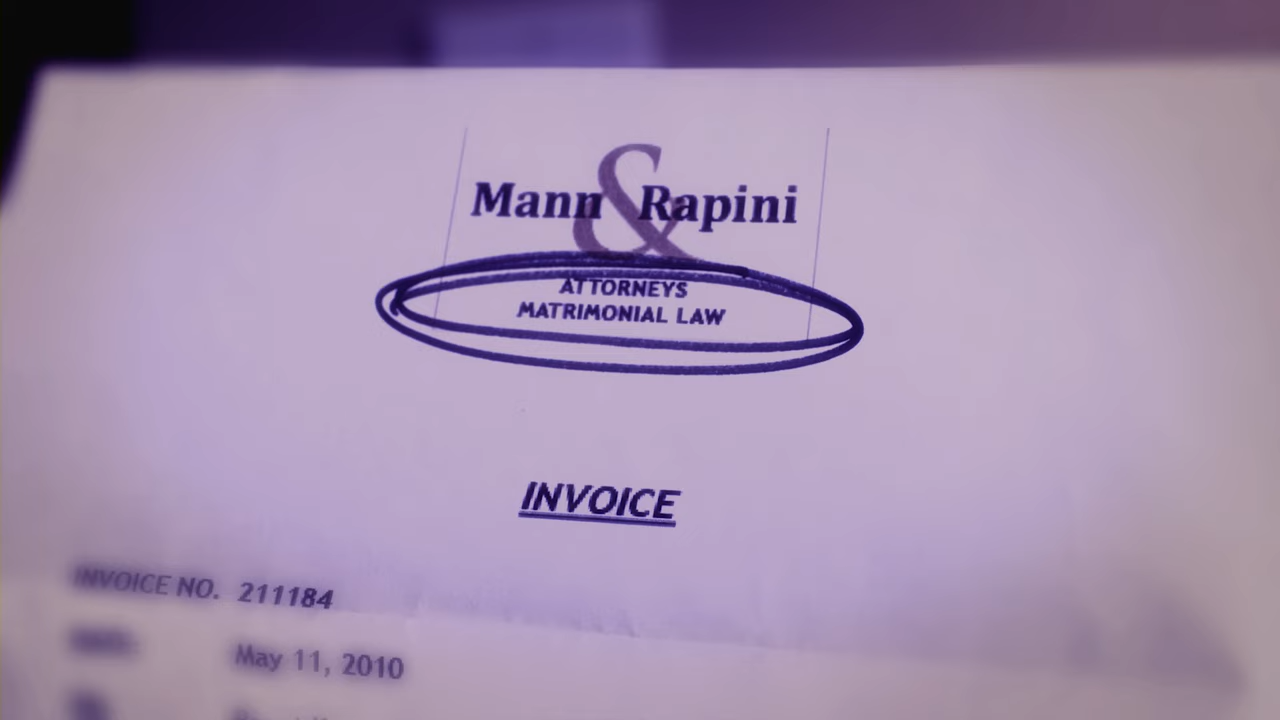 Mann & Rapini
ATTORNEYS
MATRIMONIAL LAW
INVOICE
INVOICE NO. 211184
May 11, 2010